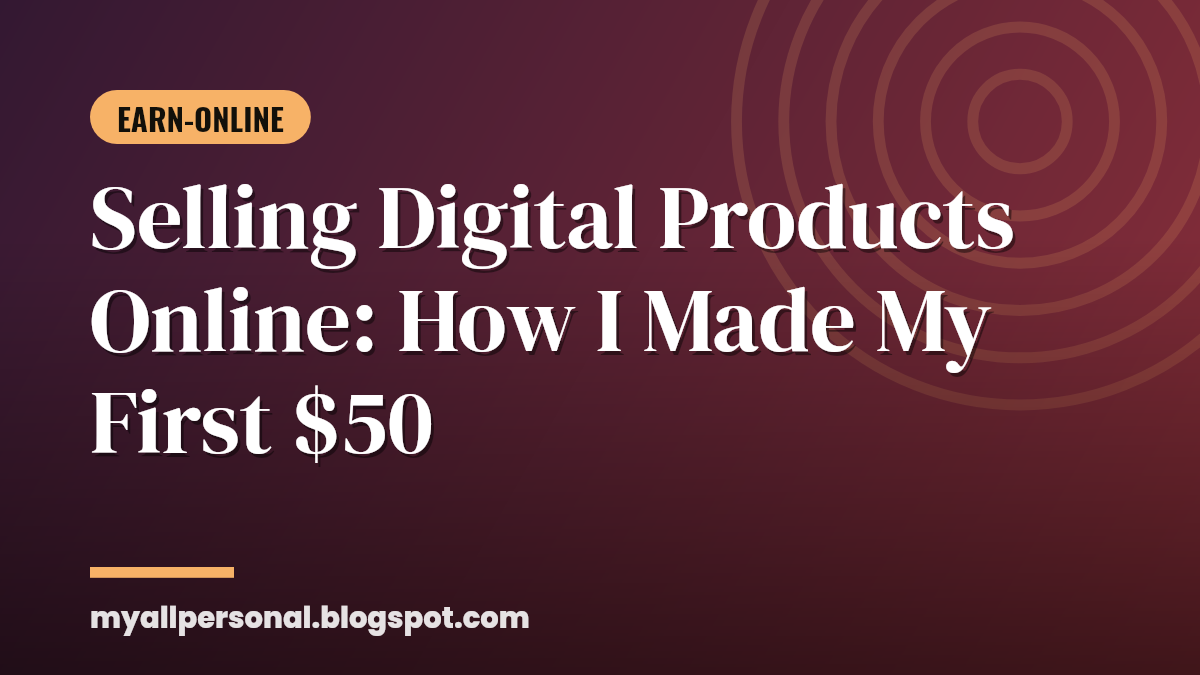 EARN-ONLINE
Selling Digital Products
Online: How I Made My
First $50
myallpersonal.blogspot.com